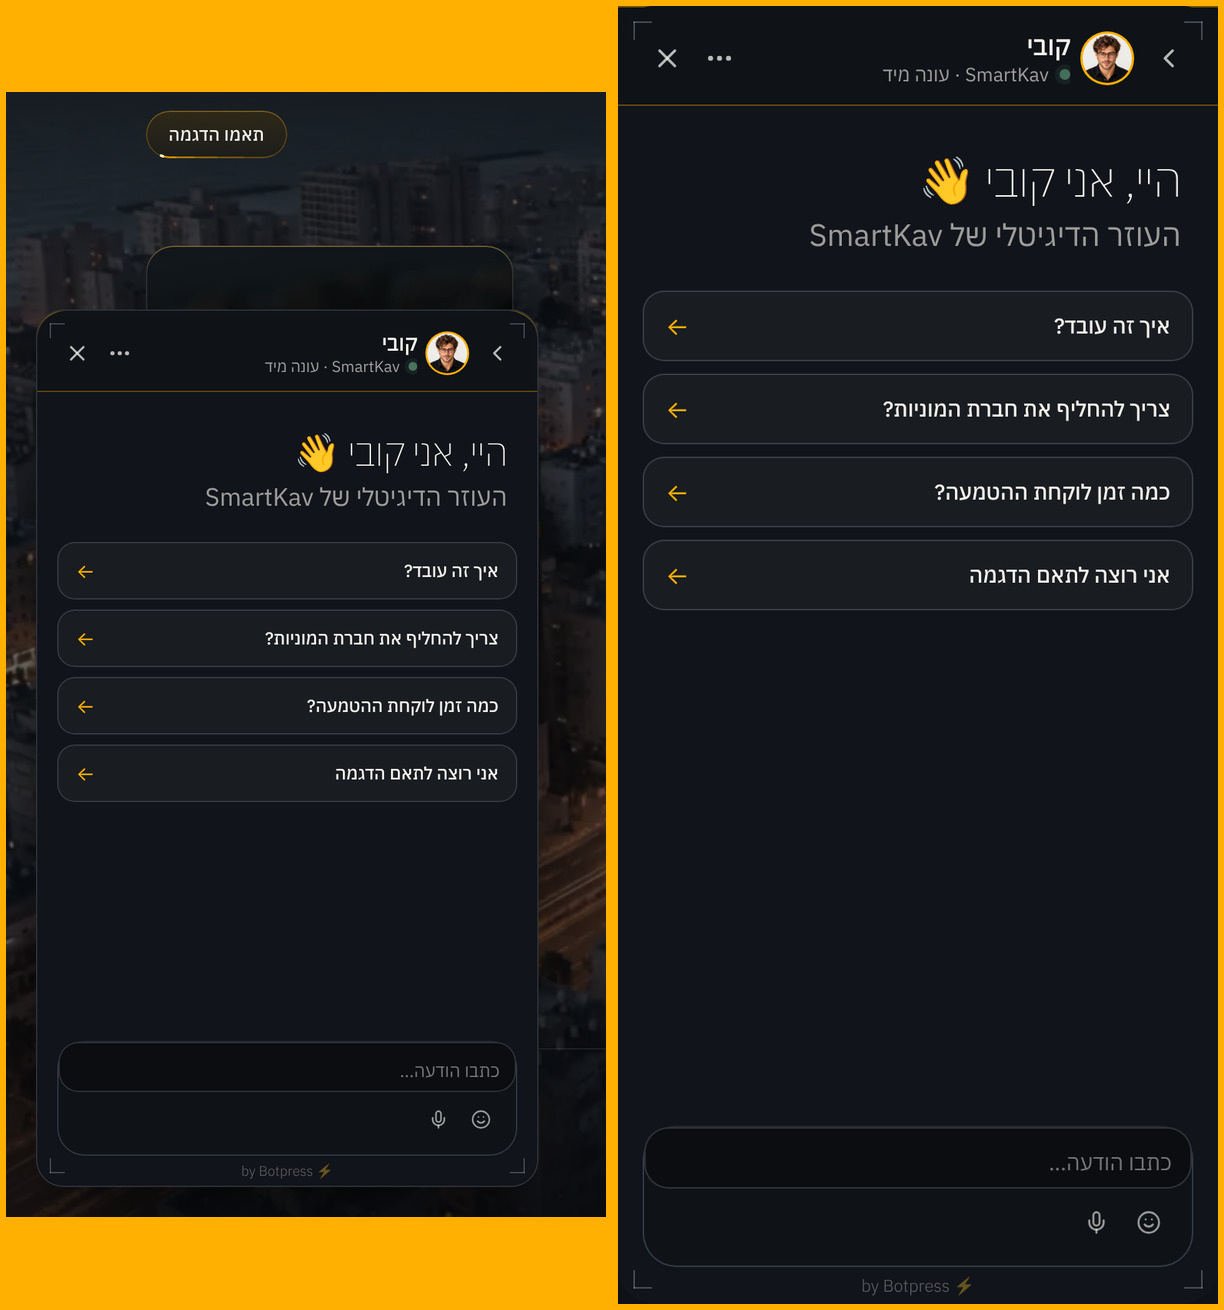 תאמו הדגמה
קובי
SmartKav · עונה מיד
היי, אני קובי 👋
העוזר הדיגיטלי של SmartKav
איך זה עובד?
צריך להחליף את חברת המוניות?
כמה זמן לוקחת ההטמעה?
אני רוצה לתאם הדגמה
כתבו הודעה...
by Botpress ⚡
קובי
SmartKav · עונה מיד
היי, אני קובי 👋
העוזר הדיגיטלי של SmartKav
איך זה עובד?
צריך להחליף את חברת המוניות?
כמה זמן לוקחת ההטמעה?
אני רוצה לתאם הדגמה
כתבו הודעה...
by Botpress ⚡